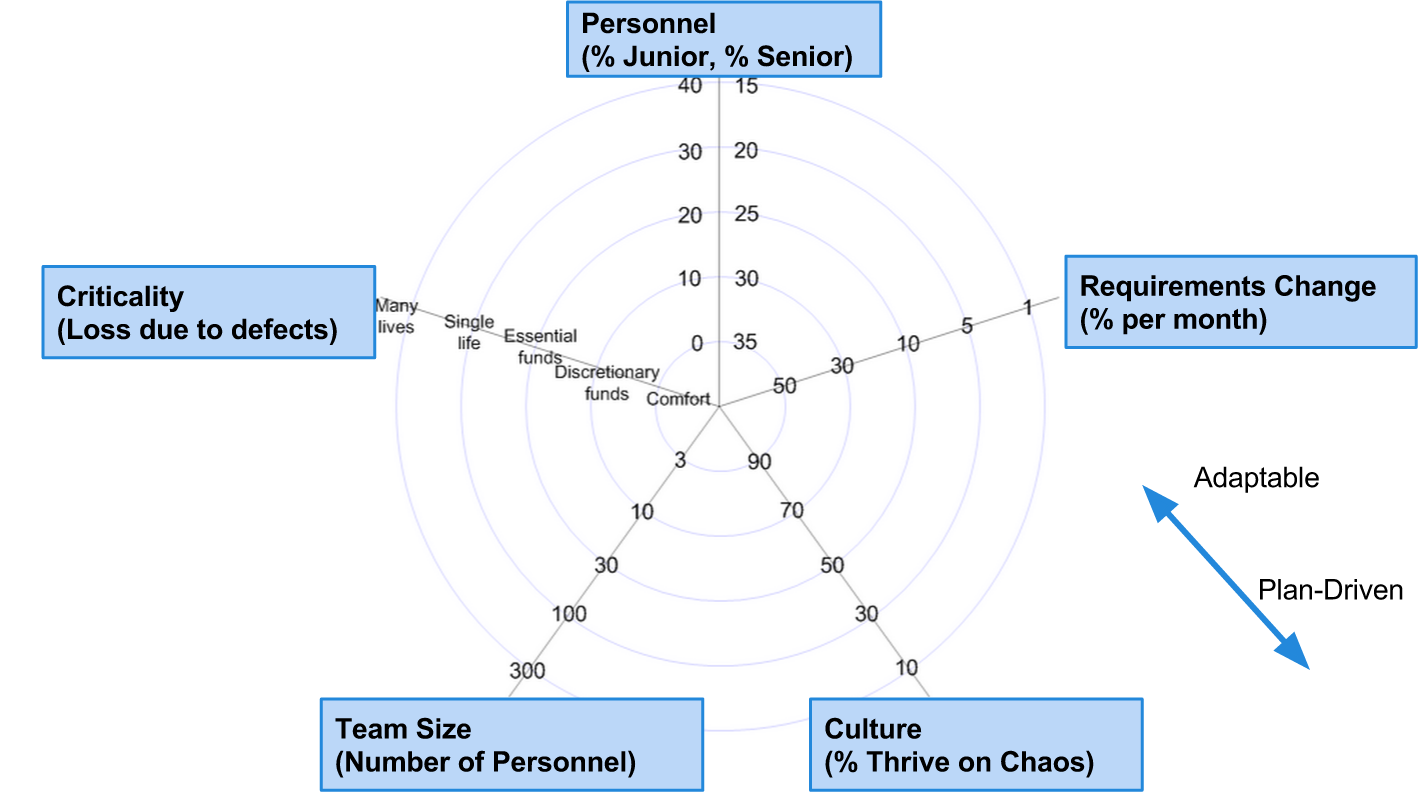 Personnel
(% Junior, % Senior)
40 15
30 20
20 25
10 30
0 35
Criticality
(Loss due to defects)
Many
lives
Single
life
Essential
funds
Discretionary
funds
Comfort
Requirements Change
(% per month)
1
5
10
30
50
3
10
30
100
300
90
70
50
30
10
Adaptable
Plan-Driven
Team Size
(Number of Personnel)
Culture
(% Thrive on Chaos)